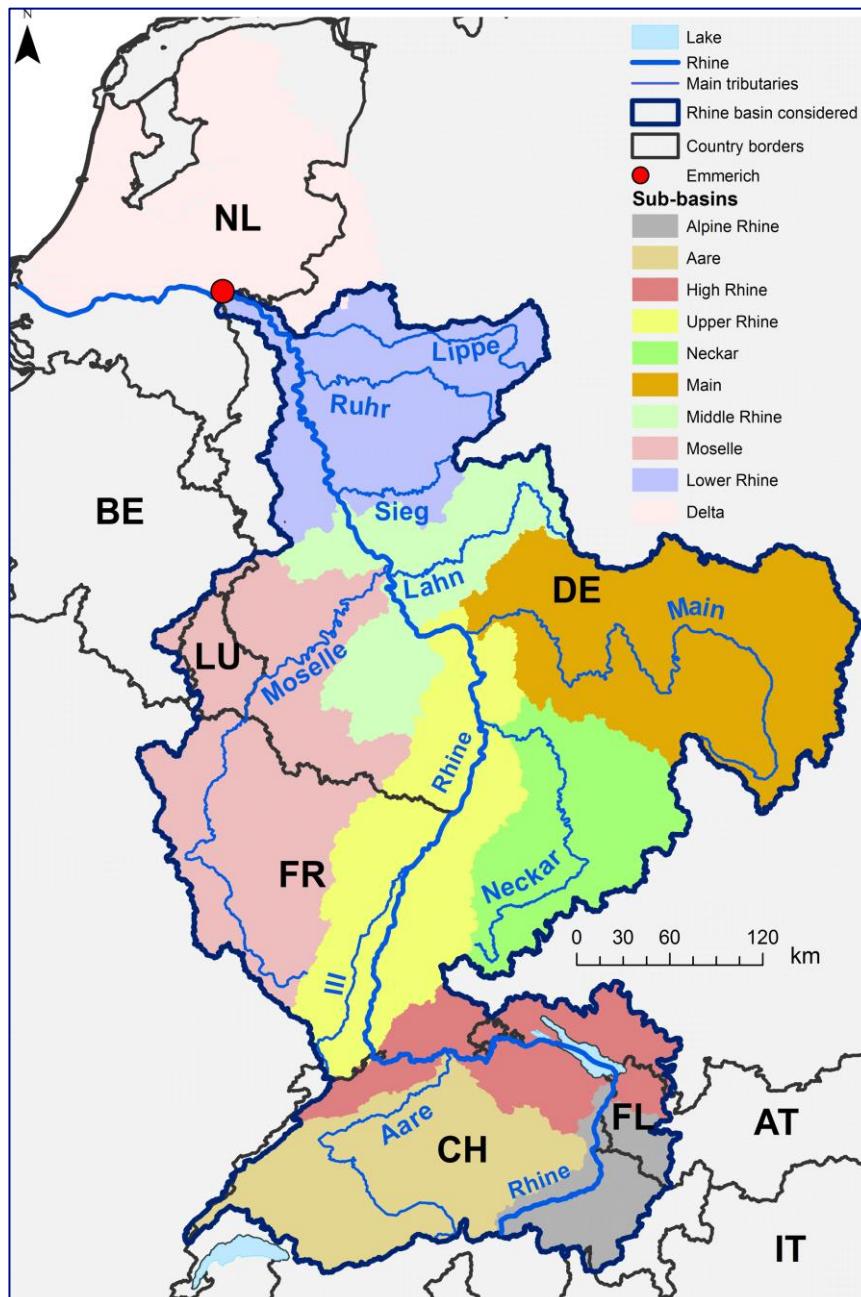 N
Lake
Rhine
Main tributaries
Rhine basin considered
Country borders
Emmerich
Sub-basins
Alpine Rhine
Aare
High Rhine
Upper Rhine
Neckar
Main
Middle Rhine
Moselle
Lower Rhine
Delta
NL
Lippe
Ruhr
BE
Sieg
Lahn
DE
Main
LU
Moselle
Rhine
FR
Neckar
0 30 60 120
km
Ill
Aare
FL
CH
AT
Rhine
IT